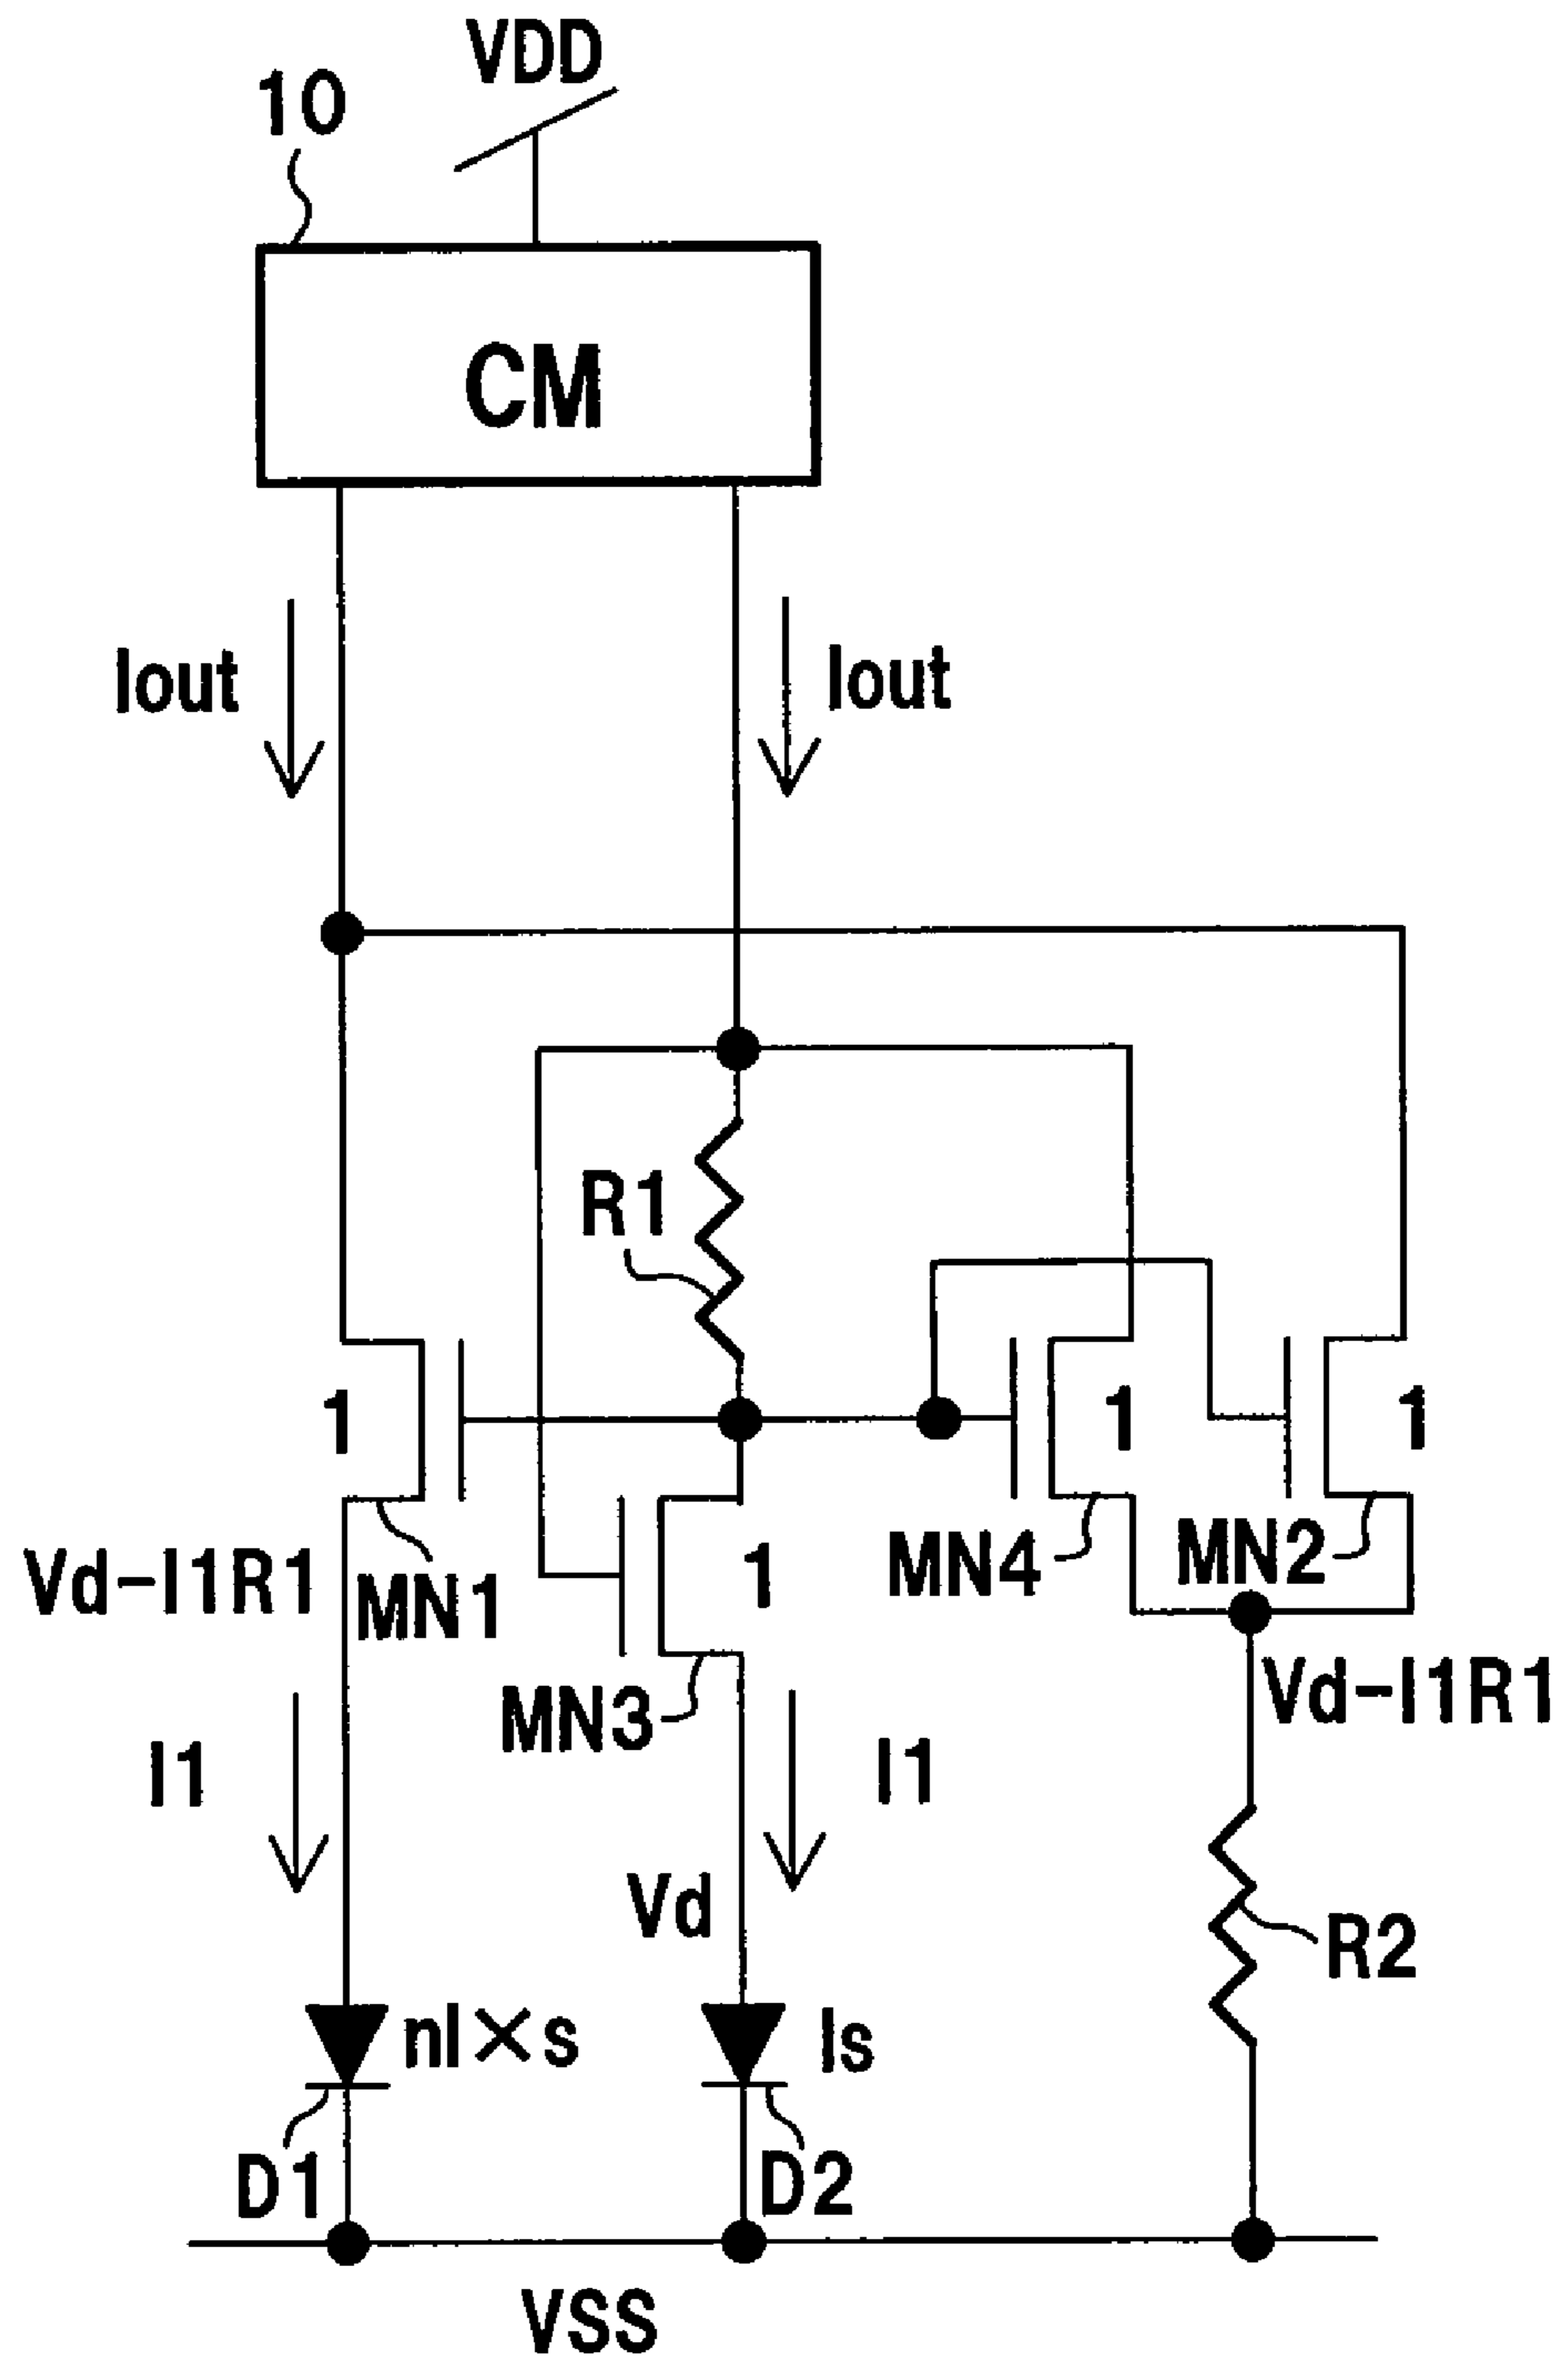 VDD
10
CM
Iout
Iout
R1
1
1
1
MN4
MN2
Vd-I1R1
MN1
1
MN3
Vd-I1R1
I1
I1
Vd
R2
nI×s
Is
D1
D2
VSS